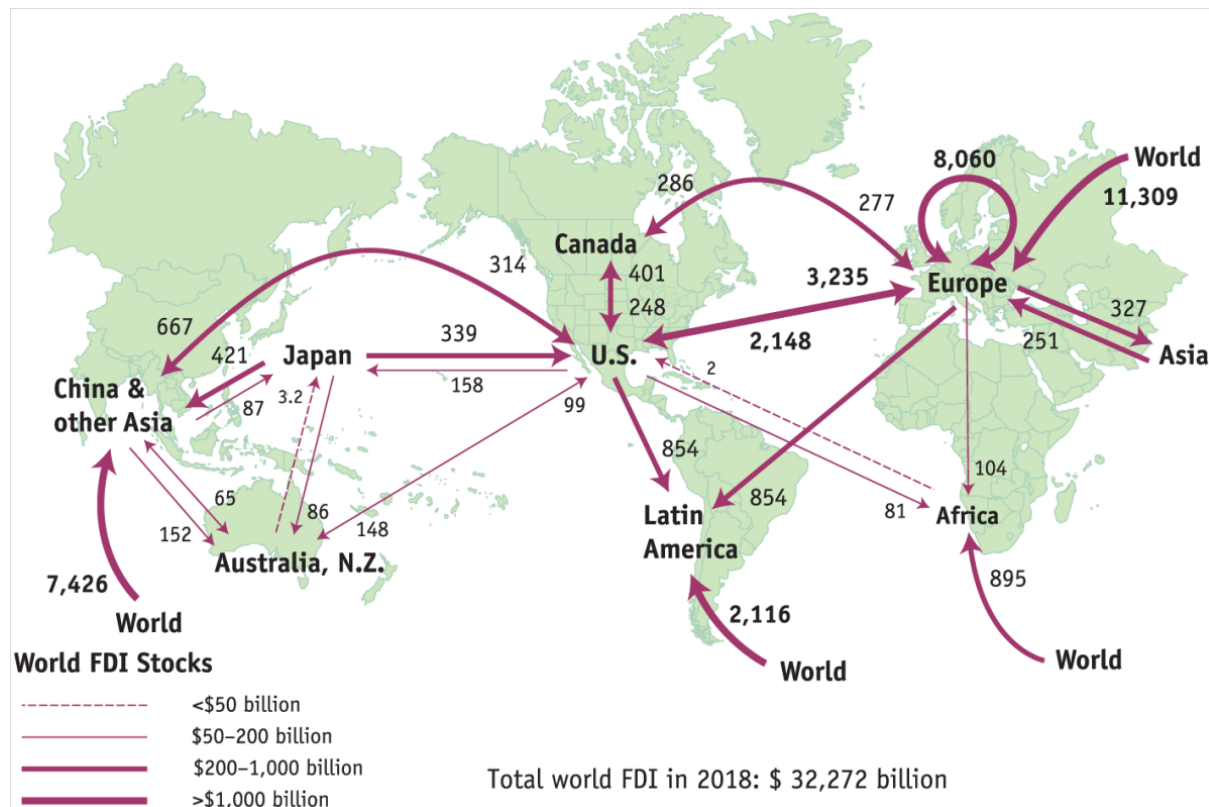 8,060
World
11,309
286
277
Canada
314
401
3,235
Europe
248
327
667
339
2,148
251
421
Japan
U.S.
Asia
2
China &
other Asia
158
3.2
87
99
854
65
104
854
86
81
Africa
152
148
Latin
America
Australia, N.Z.
7,426
895
2,116
World
World
World
World FDI Stocks
<$50 billion
$50–200 billion
$200–1,000 billion
>$1,000 billion
Total world FDI in 2018: $ 32,272 billion